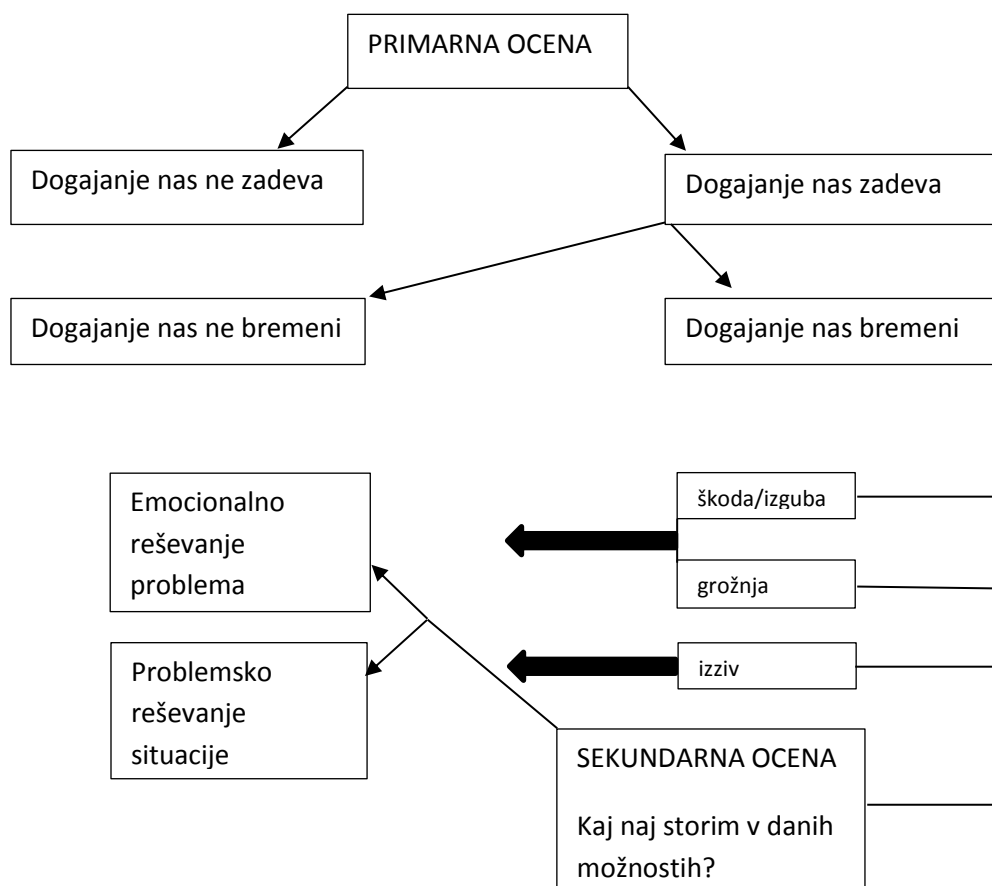 PRIMARNA OCENA
Dogajanje nas ne zadeva
Dogajanje nas zadeva
Dogajanje nas ne bremeni
Dogajanje nas bremeni
Emocionalno
reševanje
problema
škoda/izguba
grožnja
izziv
Problemsko
reševanje
situacije
SEKUNDARNA OCENA
Kaj naj storim v danih
možnostih?